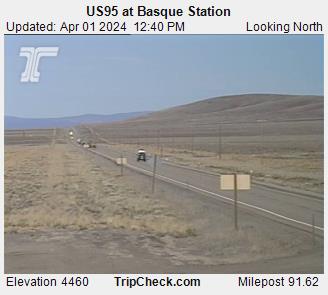 US95 at Basque Station
Updated: Apr 01 2024 12:40 PM Looking North
Elevation 4460 TripCheck.com Milepost 91.62